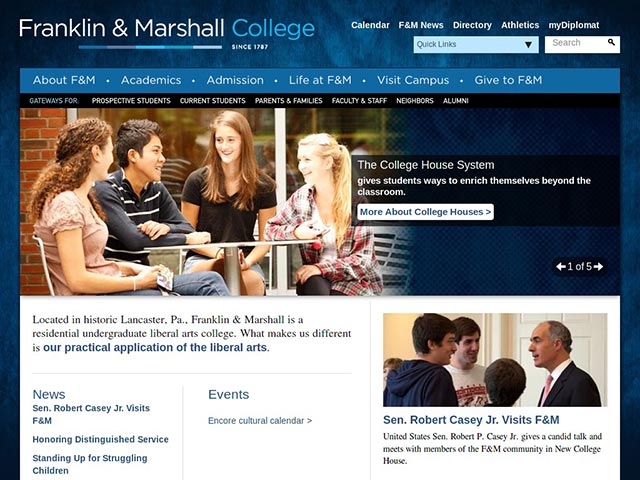 Franklin & Marshall College
SINCE 1787
Calendar F&M News Directory Athletics myDiplomat
Quick Links
Search
About F&M • Academics • Admission • Life at F&M • Visit Campus • Give to F&M
GATEWAYS FOR: PROSPECTIVE STUDENTS CURRENT STUDENTS PARENTS & FAMILIES FACULTY & STAFF NEIGHBORS ALUMNI
The College House System
gives students ways to enrich themselves beyond the
classroom.
More About College Houses >
1 of 5
Located in historic Lancaster, Pa., Franklin & Marshall is a
residential undergraduate liberal arts college. What makes us different
is our practical application of the liberal arts.
News
Sen. Robert Casey Jr. Visits
F&M
Honoring Distinguished Service
Standing Up for Struggling
Children
Events
Encore cultural calendar >
Sen. Robert Casey Jr. Visits F&M
United States Sen. Robert P. Casey Jr. gives a candid talk and
meets with members of the F&M community in New College
House.